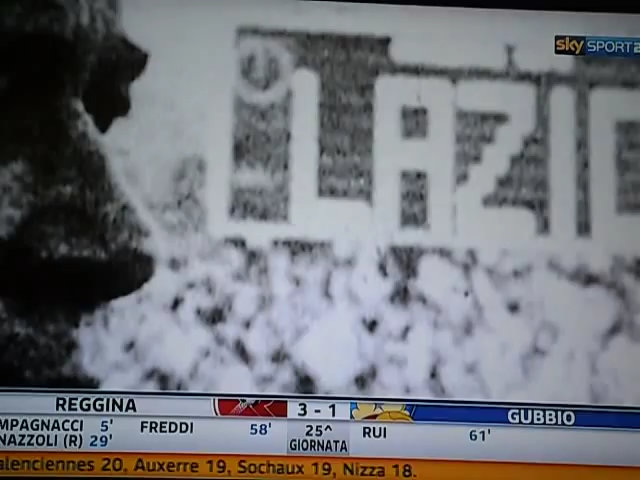 sky SPORT 2
LAZIO
REGGINA 3 - 1 GUBBIO
MPAGNACCI 5' FREDDI 58' 25^ RUI 61'
NAZZOLI (R) 29' GIORNATA
alenciennes 20, Auxerre 19, Sochaux 19, Nizza 18.